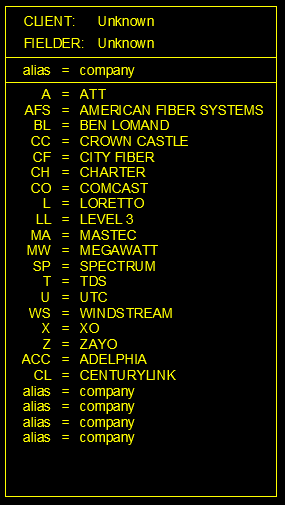 CLIENT: Unknown
FIELDER: Unknown
alias = company
A = ATT
AFS = AMERICAN FIBER SYSTEMS
BL = BEN LOMAND
CC = CROWN CASTLE
CF = CITY FIBER
CH = CHARTER
CO = COMCAST
L = LORETTO
LL = LEVEL 3
MA = MASTEC
MW = MEGAWATT
SP = SPECTRUM
T = TDS
U = UTC
WS = WINDSTREAM
X = XO
Z = ZAYO
ACC = ADELPHIA
CL = CENTURYLINK
alias = company
alias = company
alias = company
alias = company